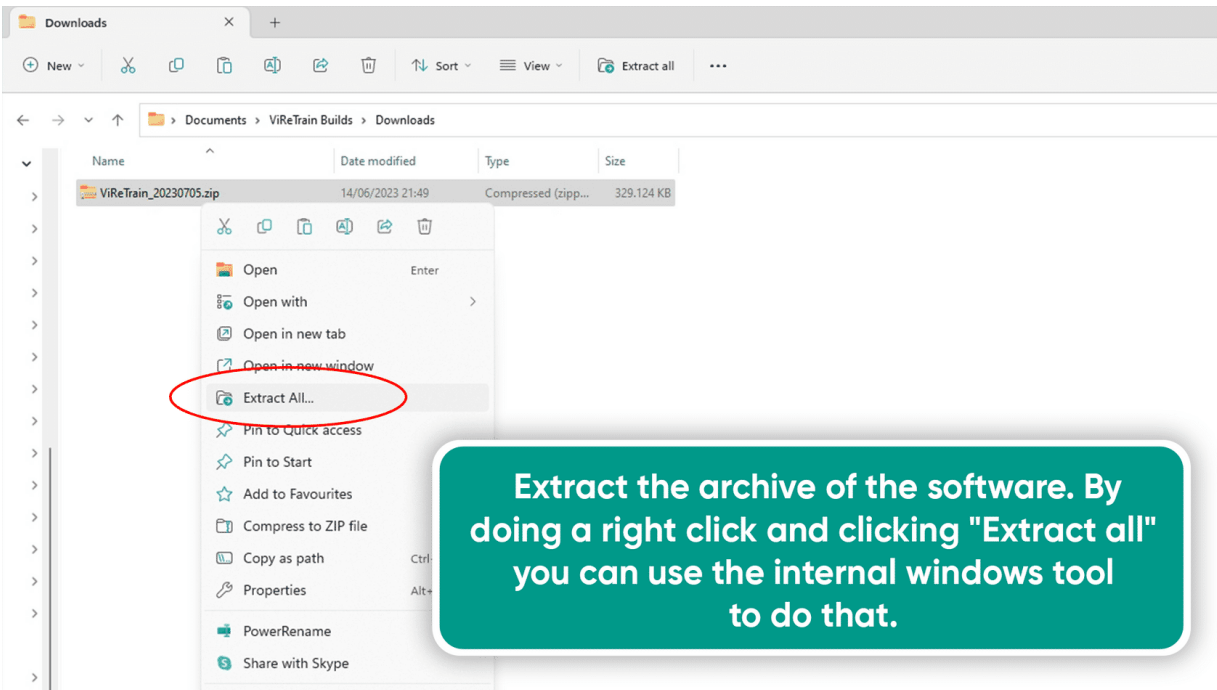 Downloads
New
Sort
View
Extract all
Documents > ViReTrain Builds > Downloads
Name Date modified Type Size
ViReTrain_20230705.zip 14/06/2023 21:49 Compressed (zipp... 329.124 KB
Open Enter
Open with
Open in new tab
Open in new window
Extract All...
Pin to Quick access
Pin to Start
Add to Favourites
Compress to ZIP file
Copy as path Ctrl
Properties Alt+
PowerRename
Share with Skype
Extract the archive of the software. By
doing a right click and clicking "Extract all"
you can use the internal windows tool
to do that.